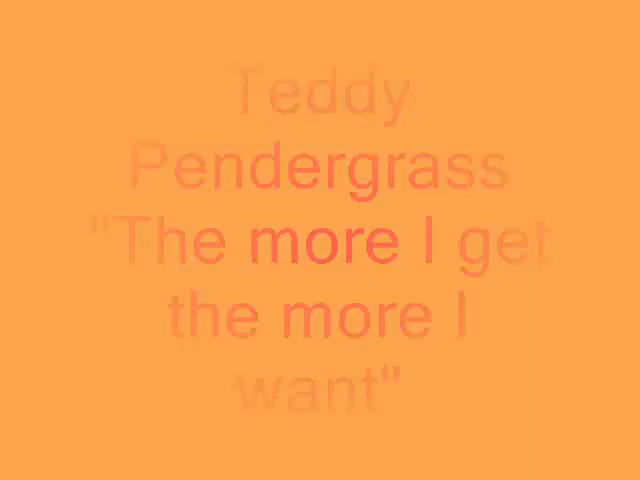 Teddy
Pendergrass
"The more I get
the more I
want"